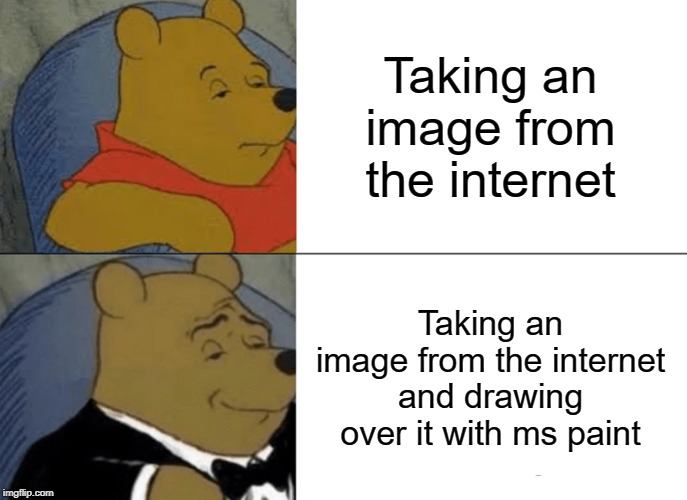 Taking an
image from
the internet
Taking an
image from the internet
and drawing
over it with ms paint
imgflip.com